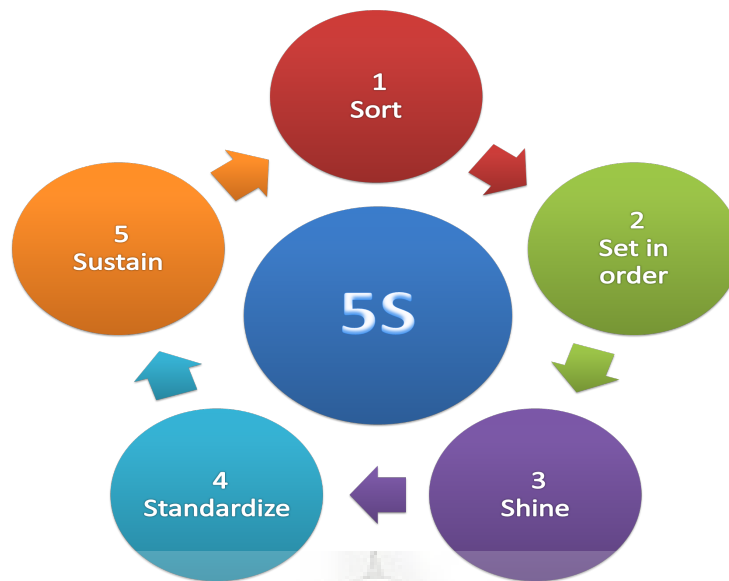 1
Sort
2
Set in
order
3
Shine
4
Standardize
5
Sustain
5S